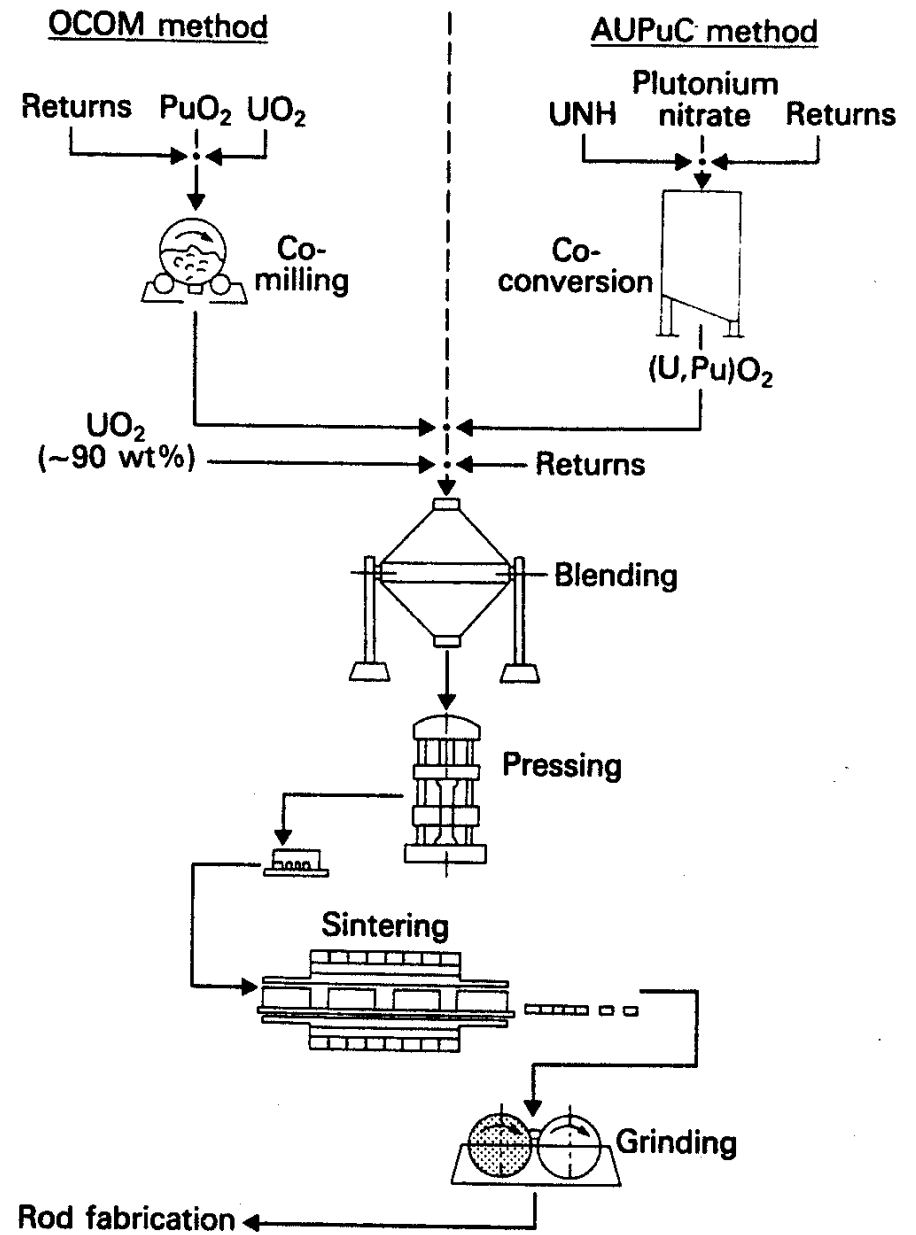 OCOM method
AUPuC method
Returns PuO₂ UO₂
UNH Plutonium nitrate Returns
Co-
milling
Co-
conversion
(U,Pu)O₂
UO₂
(~90 wt%)
Returns
Blending
Pressing
Sintering
Grinding
Rod fabrication